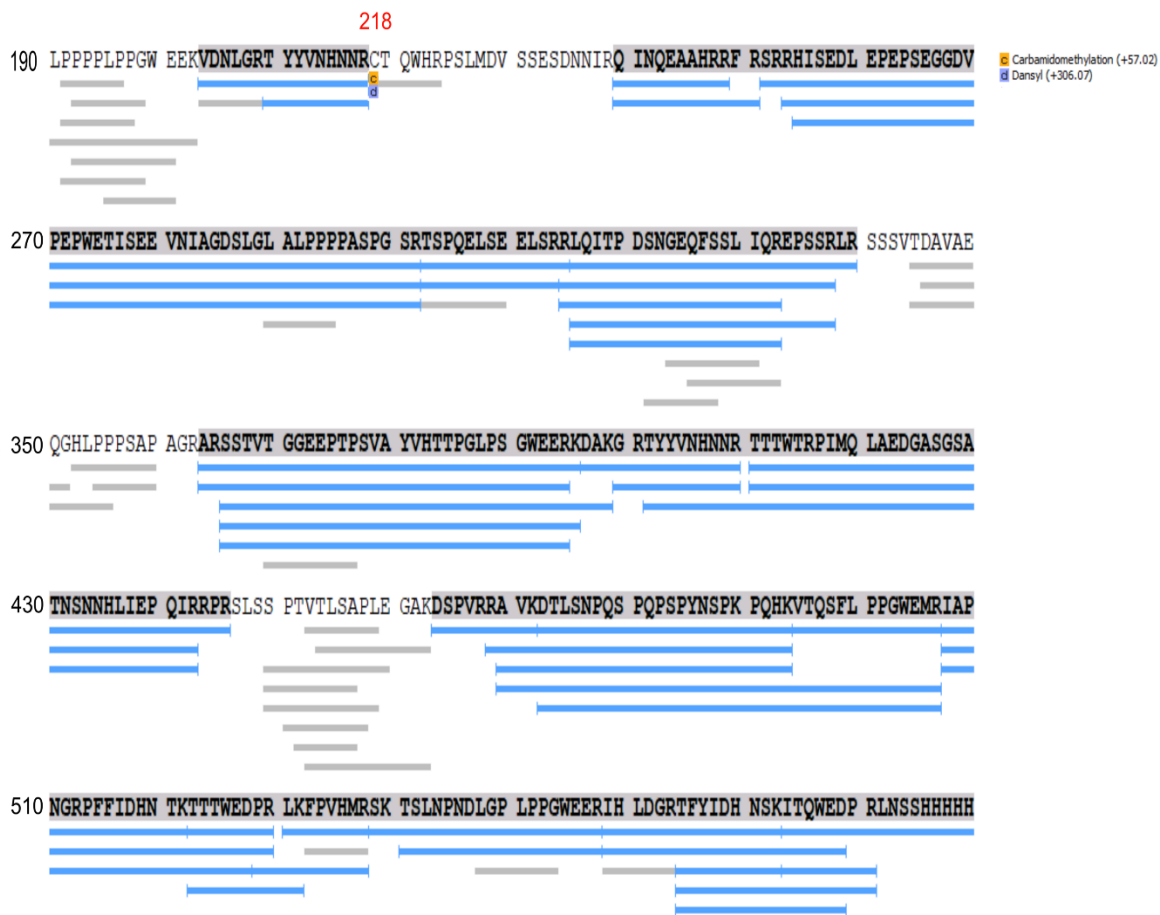 218
190 LPPPPLPPGW EEKVDNLGRT YYVNHNNRCT QWHRPSLMDV SSESDNNIRQ INQEAAHRRF RSRRHISEDL EPEPSEGGDV
c
d
c Carbamidomethylation (+57.02)
d Dansyl (+306.07)
270 PEPWETISEE VNIAGDSLGL ALPPPPASPG SRTSPQELSE ELSRRLQITP DSNGEQFSSL IQREPSSRLR SSSVTDAVAE
350 QGHLPPPSAP AGRARSSTVT GGEEPTPSVA YVHTTPGLPS GWEERKDAKG RTYYVNHNNR TTTWTRPIMQ LAEDGASGSA
430 TNSNNHLIEP QIRRPRSLSS PTVTLSAPLE GAKDSPVRRA VKDTLSNPQS PQPSPYNSPK PQHKVTQSFL PPGWEMRIAP
510 NGRPFFIDHN TKTTTWEDPR LKFPVHMRSK TSLNPNDLGP LPPGWEERIH LDGRTFYIDH NSKITQWEDP RLNSSHHHHH